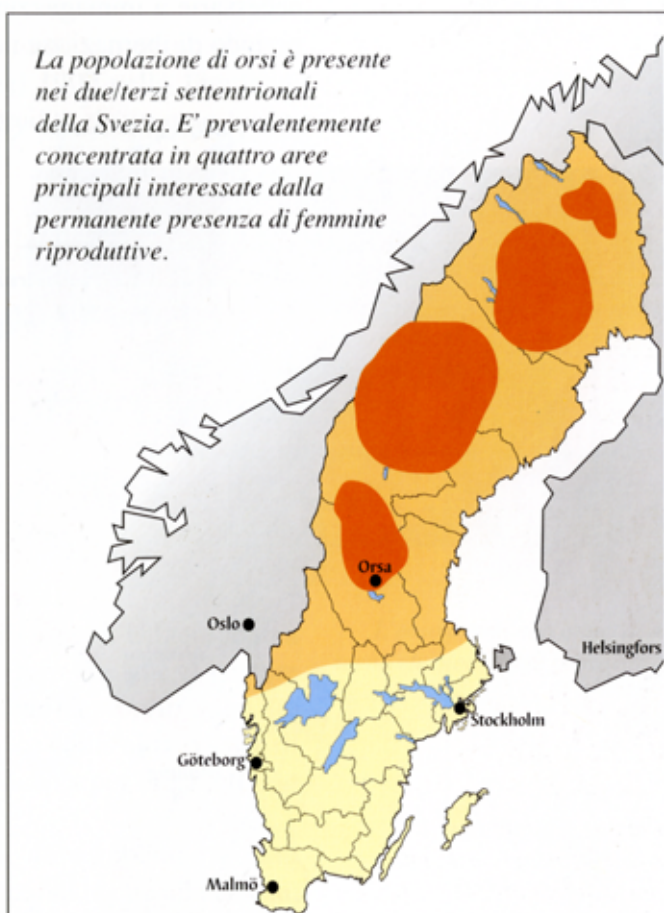 La popolazione di orsi è presente
nei due/terzi settentrionali
della Svezia. E' prevalentemente
concentrata in quattro aree
principali interessate dalla
permanente presenza di femmine
rîproduttive.
Orsa
Oslo
Helsingfors
Stockholm
Göteborg
Malmö